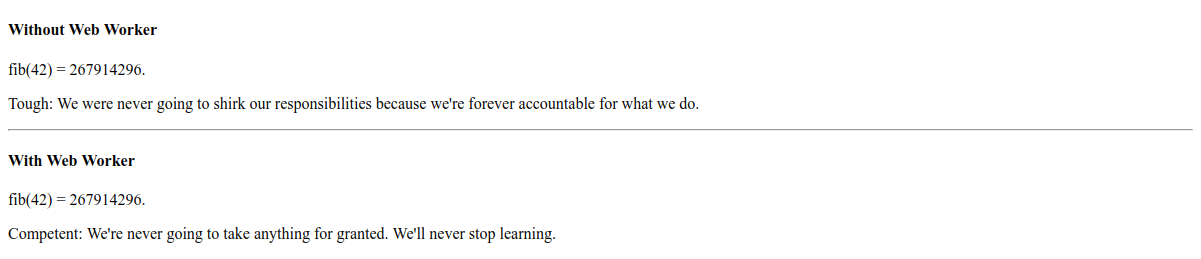 Without Web Worker
fib(42) = 267914296.
Tough: We were never going to shirk our responsibilities because we're forever accountable for what we do.
With Web Worker
fib(42) = 267914296.
Competent: We're never going to take anything for granted. We'll never stop learning.